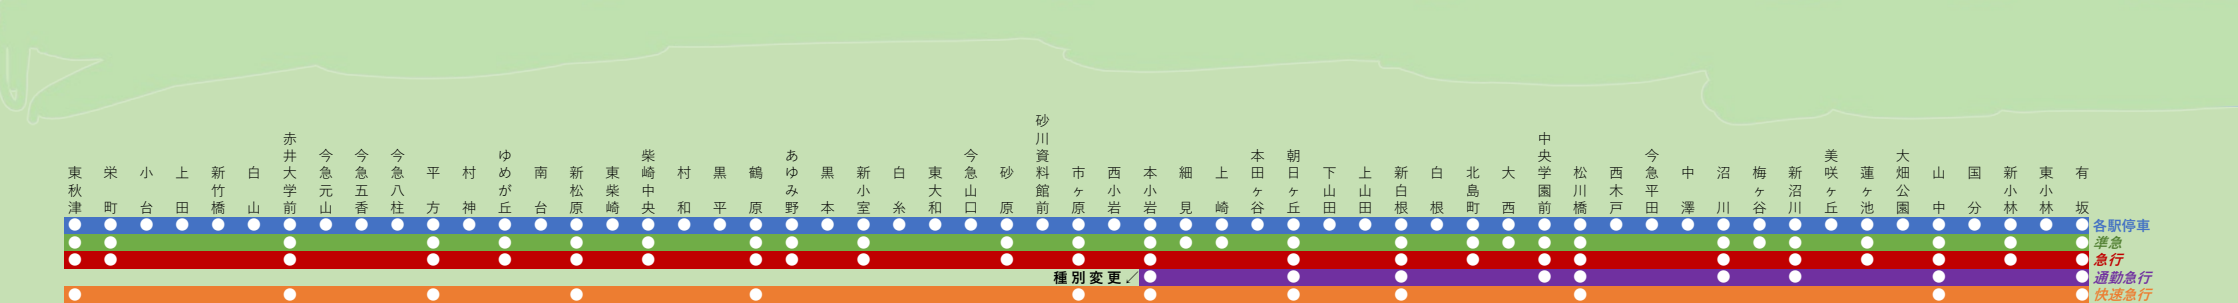 東秋津
栄町
小台
上田
新竹橋
白山
赤井大学前
今急元山
今急五香
今急八柱
平方
村神
ゆめが丘
南台
新松原
東柴崎
柴崎中央
村和
黒平
鶴原
あゆみ野
黒本
新小室
白糸
東大和
今急山口
砂原
砂川資料館前
市ヶ原
西小岩
本小岩
細見
上崎
本田ヶ谷
朝日ヶ丘
下山田
上山田
新白根
白根
北島町
大西
中央学園前
松川橋
西木戸
今急平田
中澤
沼川
梅ヶ谷
新沼川
美咲ヶ丘
蓮ヶ池
大畑公園
山中
国分
新小林
東小林
有坂
各駅停車
準急
急行
種別変更↙
通勤急行
快速急行